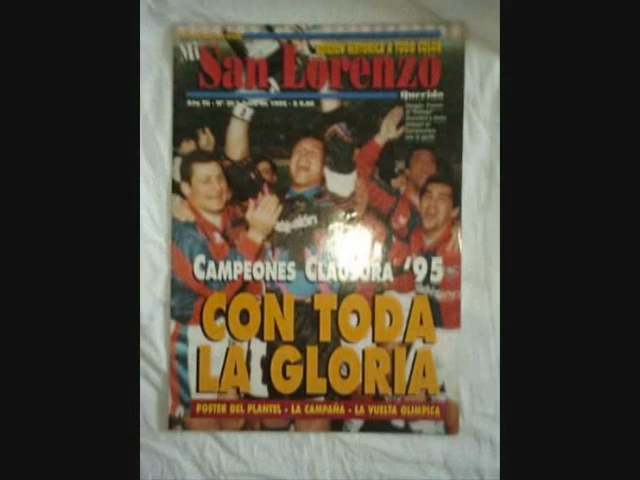 EDICION HISTORICA A TODO COLOR
Mi
San Lorenzo
Querido
CAMPEONES CLAUSURA '95
CON TODA
LA GLORIA
POSTER DEL PLANTEL - LA CAMPAÑA - LA VUELTA OLIMPICA